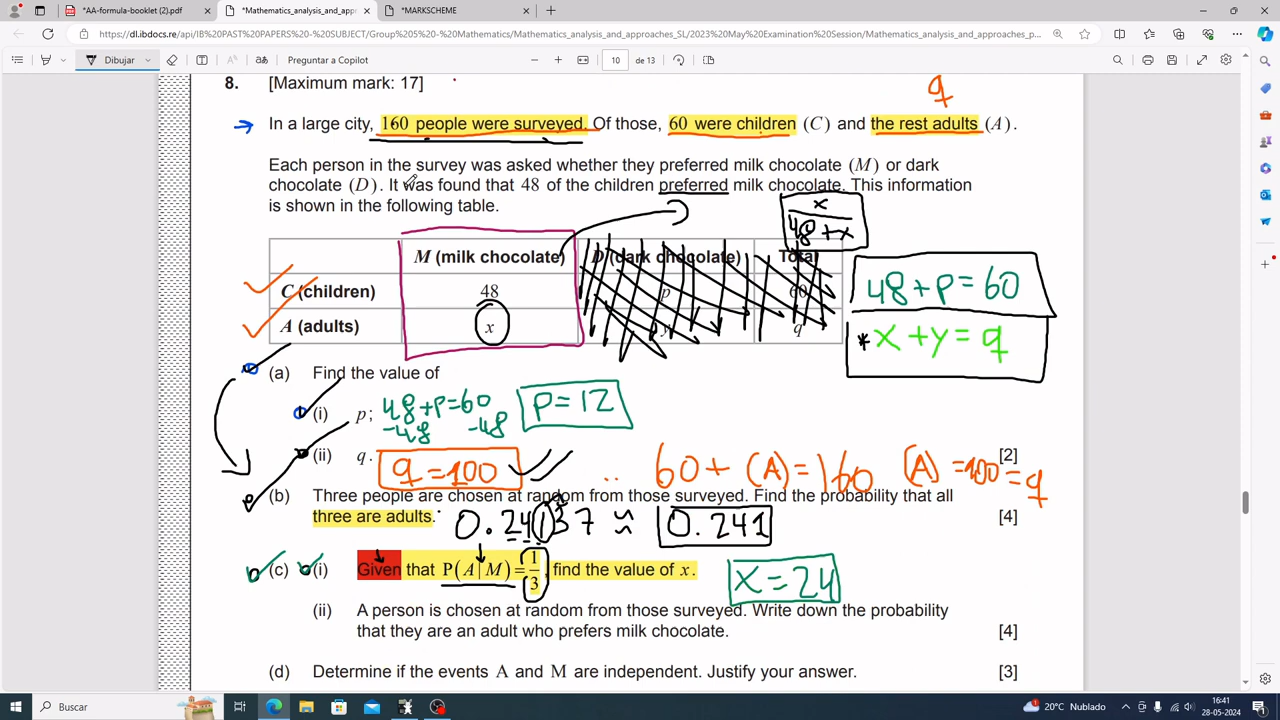 *AA-formula-booklet (2).pdf
*Mathematics_analysis_and_appro
*MARKSCHEME
https://dl.ibdocs.re/api/IB%20PAST%20PAPERS%20-%20SUBJECT/Group%205%20-%20Mathematics/Mathematics_analysis_and_approaches_SL/2023%20May%20Examination%20Session/Mathematics_analysis_and_approaches_p...
Dibujar
Preguntar a Copilot
10 de 13
8. [Maximum mark: 17]
q
In a large city, 160 people were surveyed. Of those, 60 were children (C) and the rest adults (A).
Each person in the survey was asked whether they preferred milk chocolate (M) or dark
chocolate (D). It was found that 48 of the children preferred milk chocolate. This information
is shown in the following table.
x
48+x
M (milk chocolate) D (dark chocolate) Total
C (children) 48 p 60
A (adults) x y q
48+p=60
* x+y=q
(a) Find the value of
(i) p; 48+p=60 p=12
-48 -48
(ii) q. [2]
q=100 .. 60+ (A)=160 (A)=100=q
(b) Three people are chosen at random from those surveyed. Find the probability that all
three are adults. [4]
0.24137 ≈ 0.241
(c) (i) Given that P(A|M)=1/3, find the value of x.
x=24
(ii) A person is chosen at random from those surveyed. Write down the probability
that they are an adult who prefers milk chocolate. [4]
(d) Determine if the events A and M are independent. Justify your answer. [3]
Buscar
20°C Nublado
16:41
28-05-2024